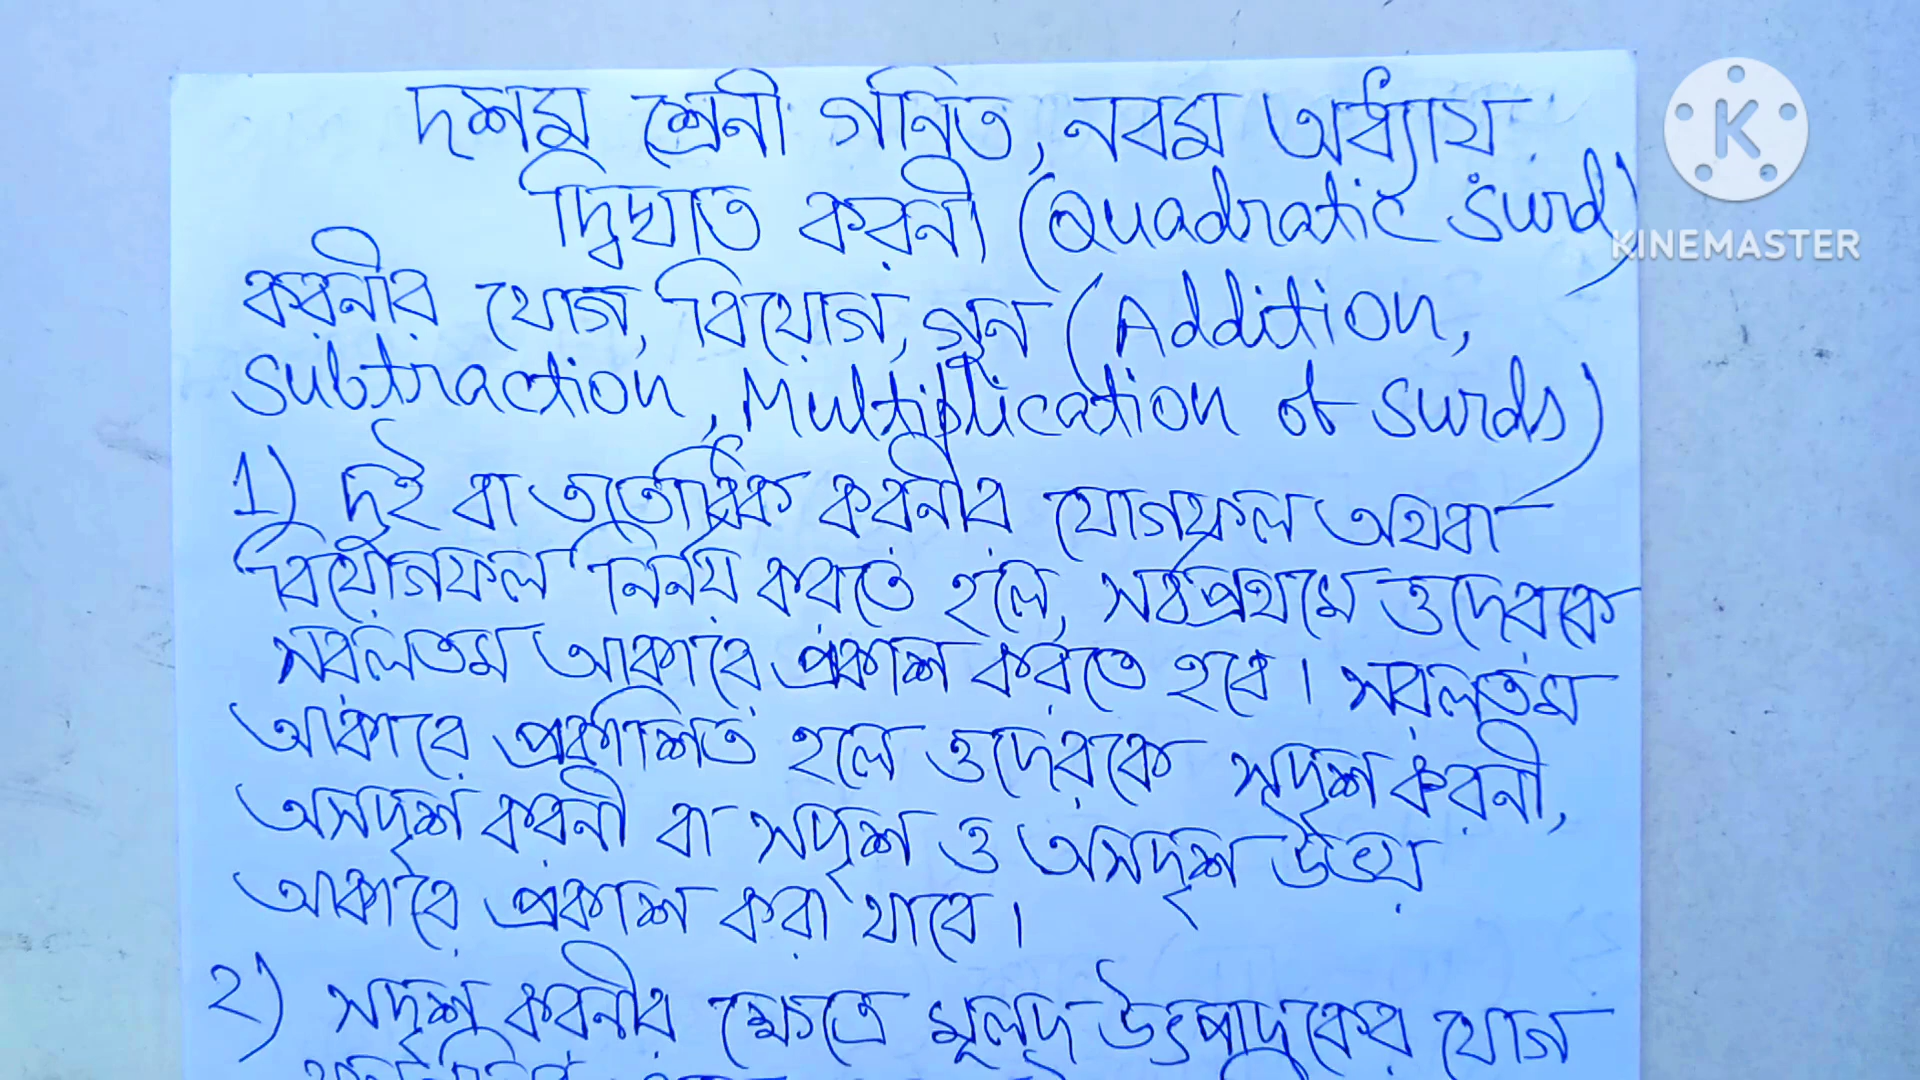 দশম শ্রেনী গনিত, নবম অধ্যায়
দ্বিঘাত করনী (Quadratic surd)
করনীর যোগ, বিয়োগ, গুন (Addition,
Subtraction, Multiplication of surds)
1) দুই বা ততোধিক করনীর যোগফল অথবা
বিয়োগফল নির্নয় করতে হলে, সর্বপ্রথমে ওদেরকে
সরলতম আকারে প্রকাশ করতে হবে। সরলতম
আকারে প্রকাশিত হলে ওদেরকে সদৃশ করনী,
অসদৃশ করনী বা সদৃশ ও অসদৃশ উভয়
আকারে প্রকাশ করা যাবে।
2) সদৃশ করনীর ক্ষেত্রে মূলদ উৎপাদকের যোগ
K
KINEMASTER